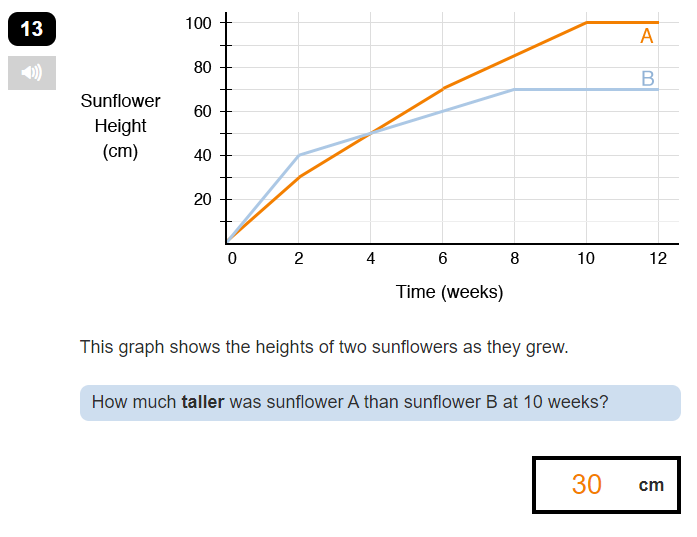 13
Sunflower
Height
(cm)
100
80
60
40
20
A
B
0 2 4 6 8 10 12
Time (weeks)
This graph shows the heights of two sunflowers as they grew.
How much taller was sunflower A than sunflower B at 10 weeks?
30 cm